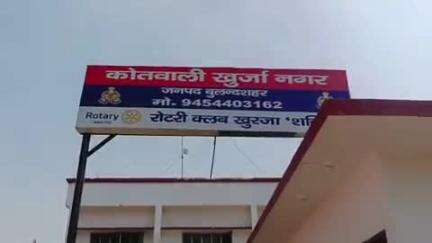 कोतवाली खुर्जा नगर
जनपद बुलन्दशहर
मो. 9454403162
Rotary रोटरी क्लब खुरजा